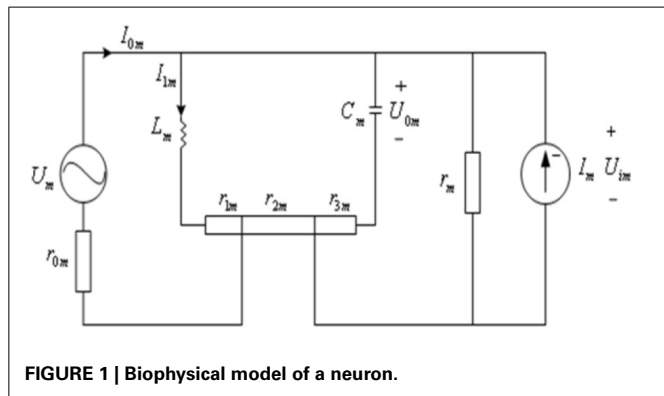 I0m
I1m
Lm
Cm
+
U0m
−
Um
r0m
r1m r2m r3m
rm
−
Im
+
Uim
−
FIGURE 1 | Biophysical model of a neuron.